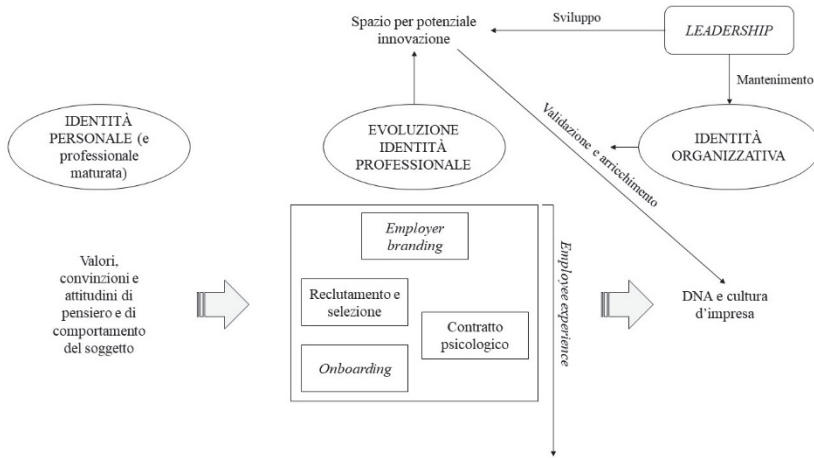 Spazio per potenziale
innovazione
Sviluppo
LEADERSHIP
Mantenimento
IDENTITÀ
PERSONALE (e
professionale
maturata)
EVOLUZIONE
IDENTITÀ
PROFESSIONALE
Validazione e arricchimento
IDENTITÀ
ORGANIZZATIVA
Valori,
convinzioni e
attitudini di
pensiero e di
comportamento
del soggetto
Employer
branding
Reclutamento e
selezione
Contratto
psicologico
Onboarding
Employee experience
DNA e cultura
d'impresa